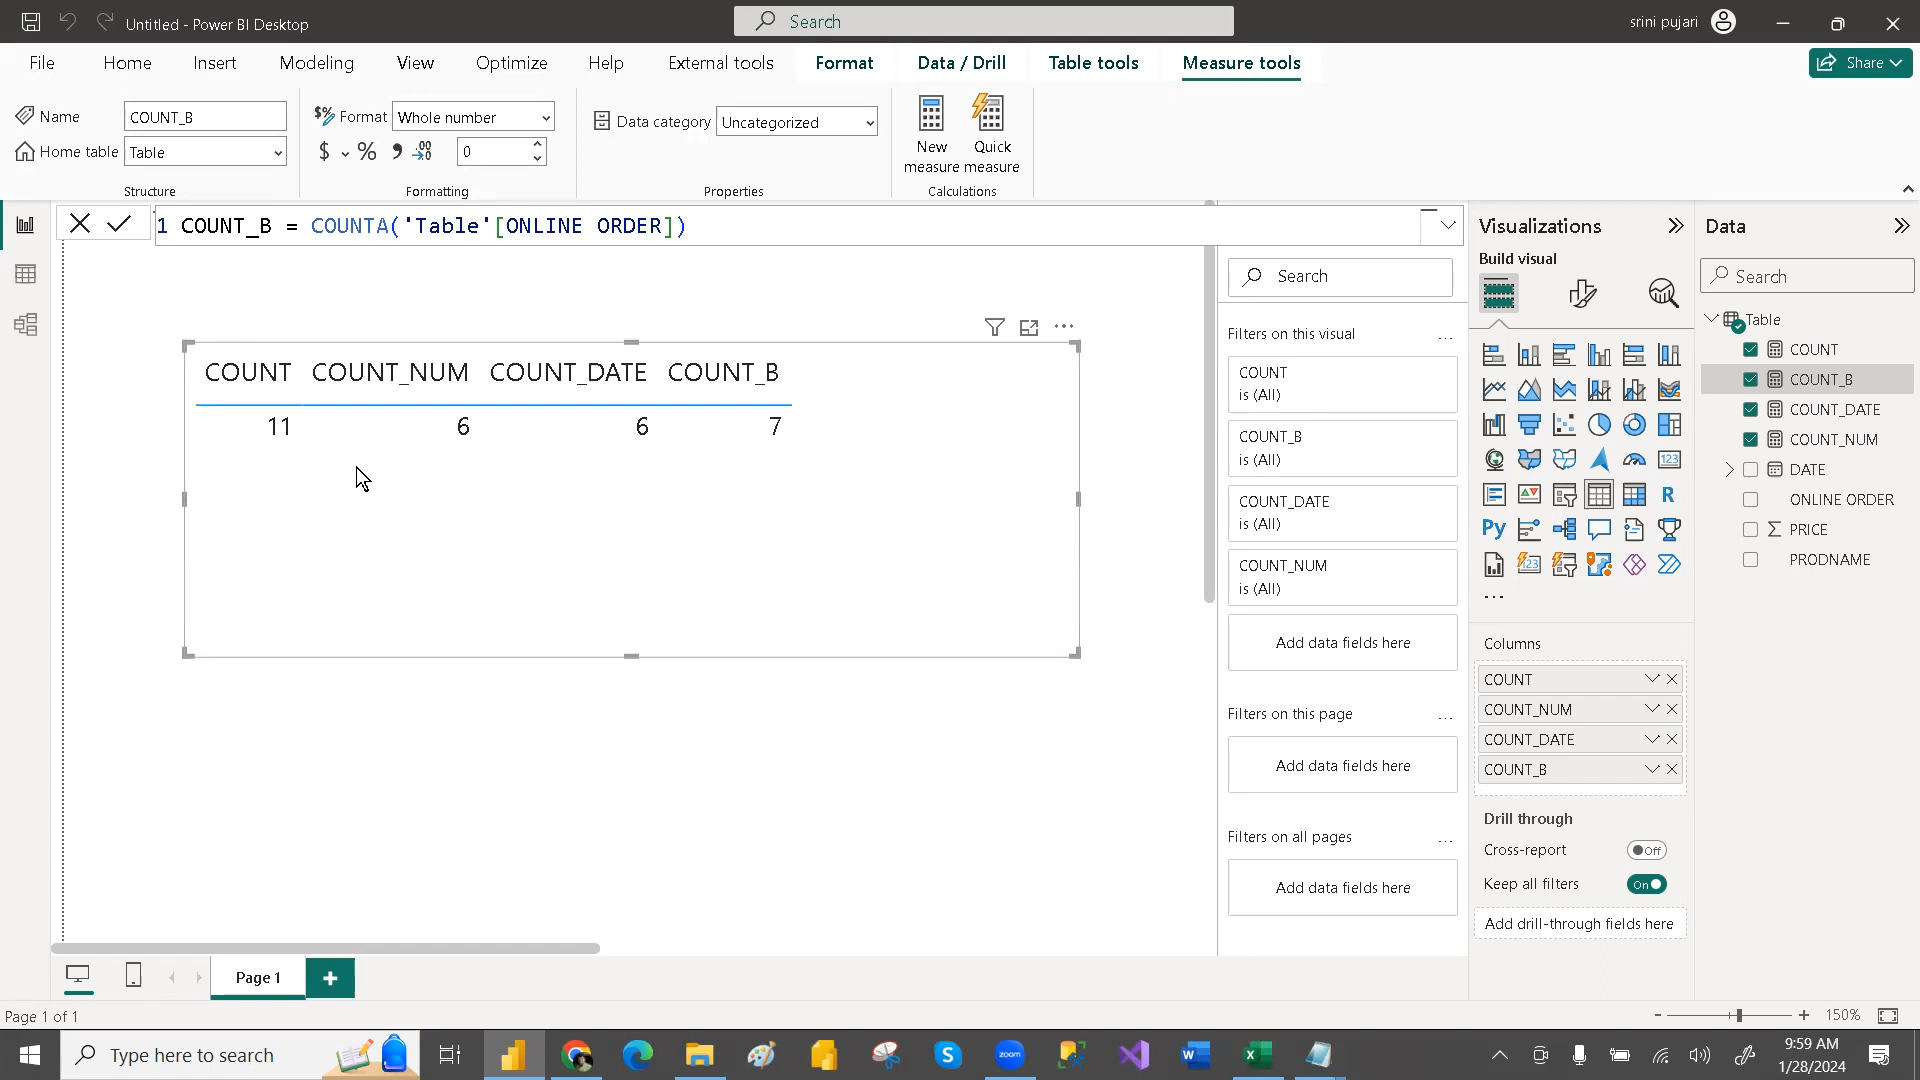 Untitled - Power BI Desktop
Search
srini pujari
File
Home
Insert
Modeling
View
Optimize
Help
External tools
Format
Data / Drill
Table tools
Measure tools
Share
Name
COUNT_B
Home table
Table
Structure
Format
Whole number
$
%
0
Formatting
Data category
Uncategorized
Properties
New measure
Quick measure
Calculations
1 COUNT_B = COUNTA('Table'[ONLINE ORDER])
COUNT COUNT_NUM COUNT_DATE COUNT_B
11 6 6 7
Search
Filters on this visual
COUNT
is (All)
COUNT_B
is (All)
COUNT_DATE
is (All)
COUNT_NUM
is (All)
Add data fields here
Filters on this page
Add data fields here
Filters on all pages
Add data fields here
Visualizations
Build visual
123
R
Py
123
Columns
COUNT
COUNT_NUM
COUNT_DATE
COUNT_B
Drill through
Cross-report
Off
Keep all filters
On
Add drill-through fields here
Data
Search
Table
COUNT
COUNT_B
COUNT_DATE
COUNT_NUM
DATE
ONLINE ORDER
PRICE
PRODNAME
Page 1
Page 1 of 1
150%
Type here to search
zoom
9:59 AM
1/28/2024